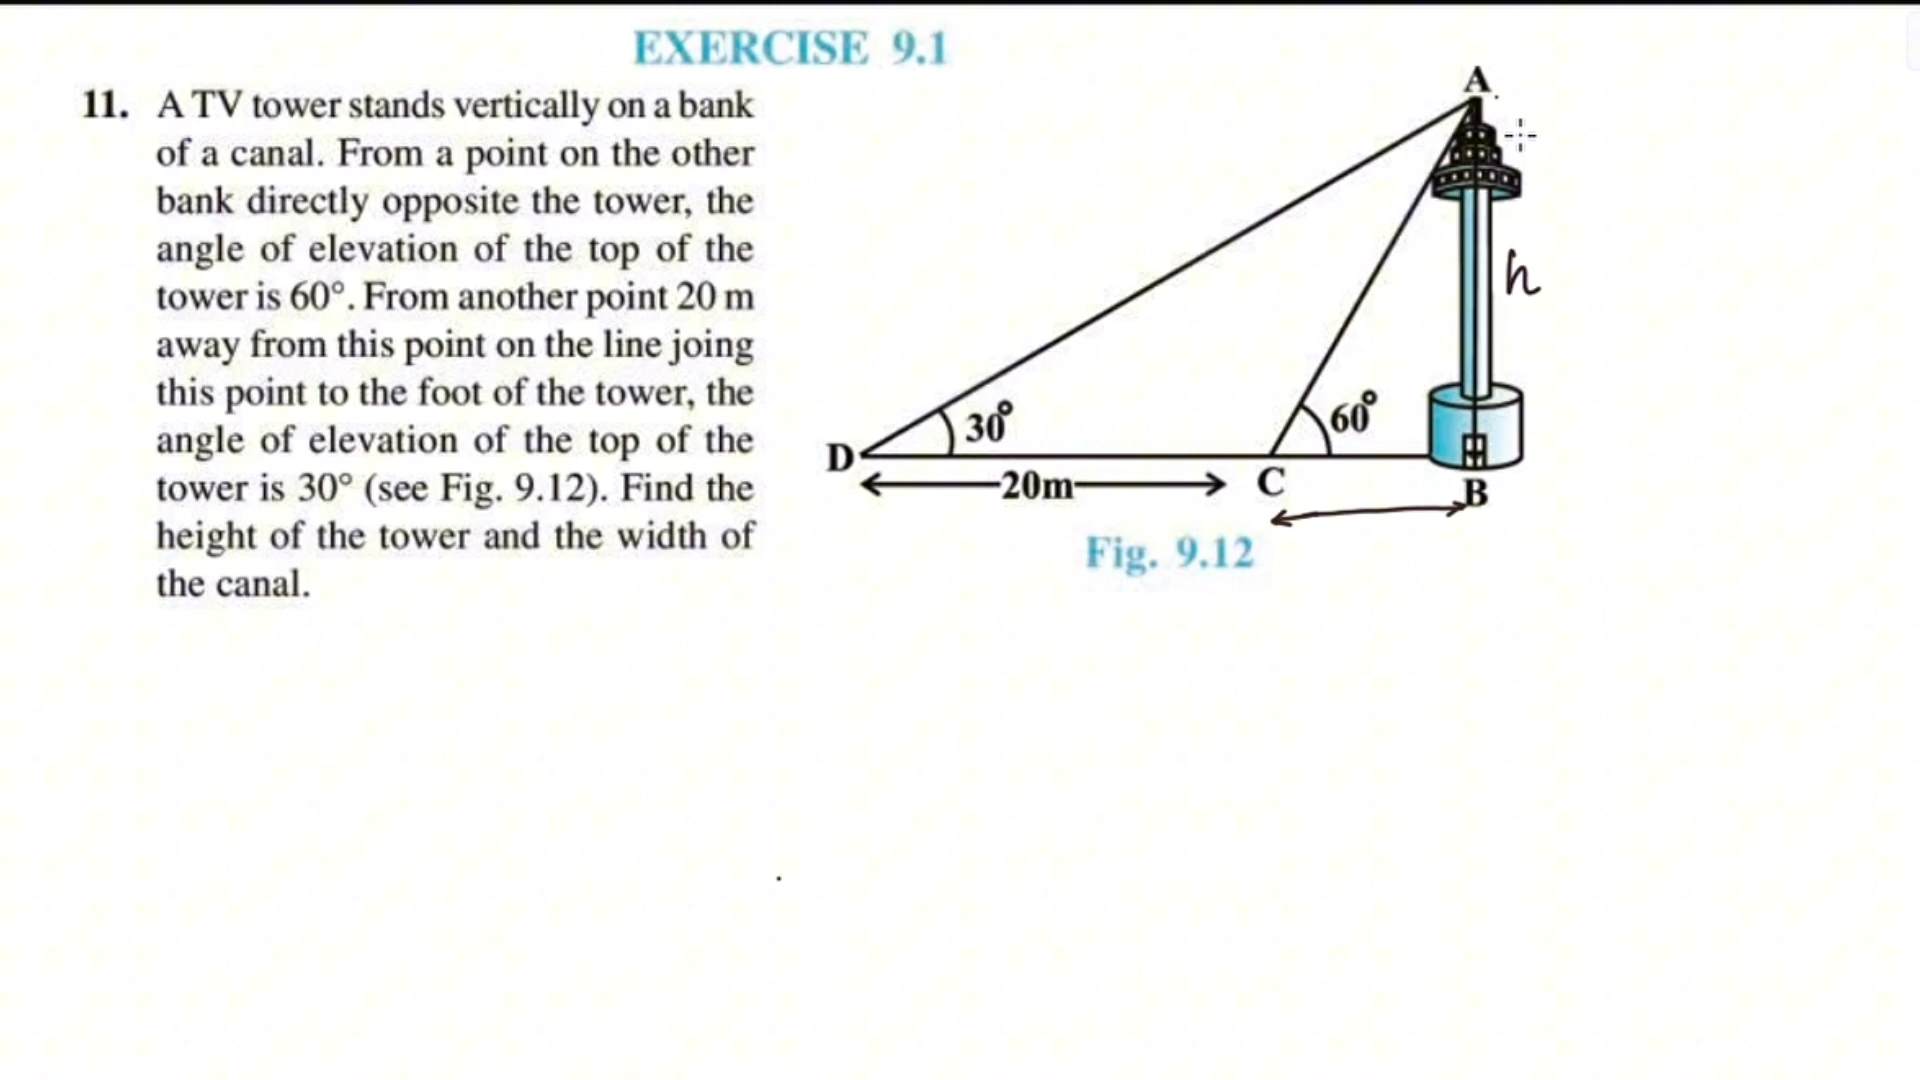 EXERCISE 9.1
11. A TV tower stands vertically on a bank
of a canal. From a point on the other
bank directly opposite the tower, the
angle of elevation of the top of the
tower is 60°. From another point 20 m
away from this point on the line joing
this point to the foot of the tower, the
angle of elevation of the top of the
tower is 30° (see Fig. 9.12). Find the
height of the tower and the width of
the canal.
A
h
30°
60°
D
20m
C
B
Fig. 9.12